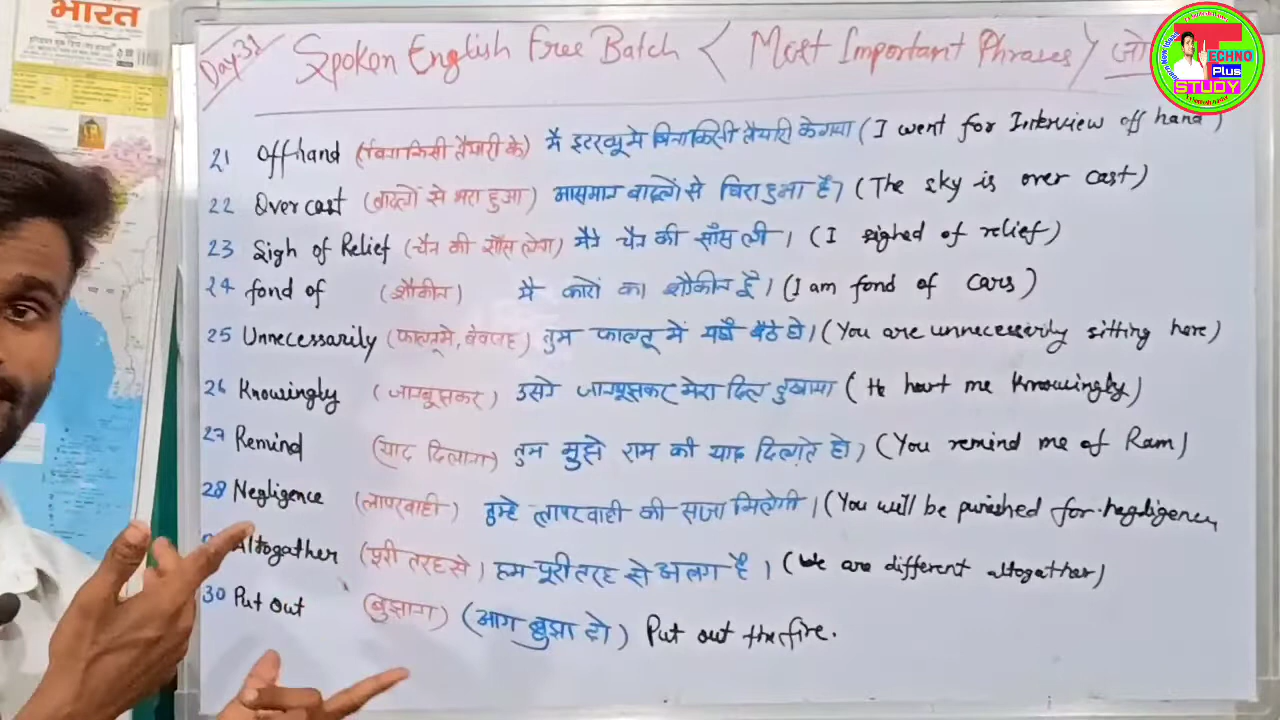 भारत
Day-31 Spoken English Free Batch < Most Important Phrases > जो
TECHNO
Plus
STUDY
21 Offhand (बिना किसी तैयारी के) मै इंटरव्यू मे बिना किसी तैयारी के गया (I went for Interview off hand)
22 Over cast (बादलों से भरा हुआ) आसमान बादलों से घिरा हुआ है। (The sky is over cast)
23 Sigh of Relief (चैन की साँस लेना) मैने चैन की साँस ली। (I sighed of relief)
24 fond of (शौकीन) मै कारों का शौकीन हूँ। (I am fond of cars)
25 Unnecessarily (फालतू मे, बेवजह) तुम फालतू में यहाँ बैठे हो। (You are unnecessarily sitting here)
26 Knowingly (जानबूझकर) उसने जानबूझकर मेरा दिल दुखाया (He hurt me Knowingly)
27 Remind (याद दिलाना) तुम मुझे राम की याद दिलाते हो) (You remind me of Ram)
28 Negligence (लापरवाही) तुम्हे लापरवाही की सजा मिलेगी। (You will be punished for negligency
Altogather (पूरी तरह से) हम पूरी तरह से अलग है। (We are different altogather)
30 Put out (बुझाना) (आग बुझा दो) Put out the fire.